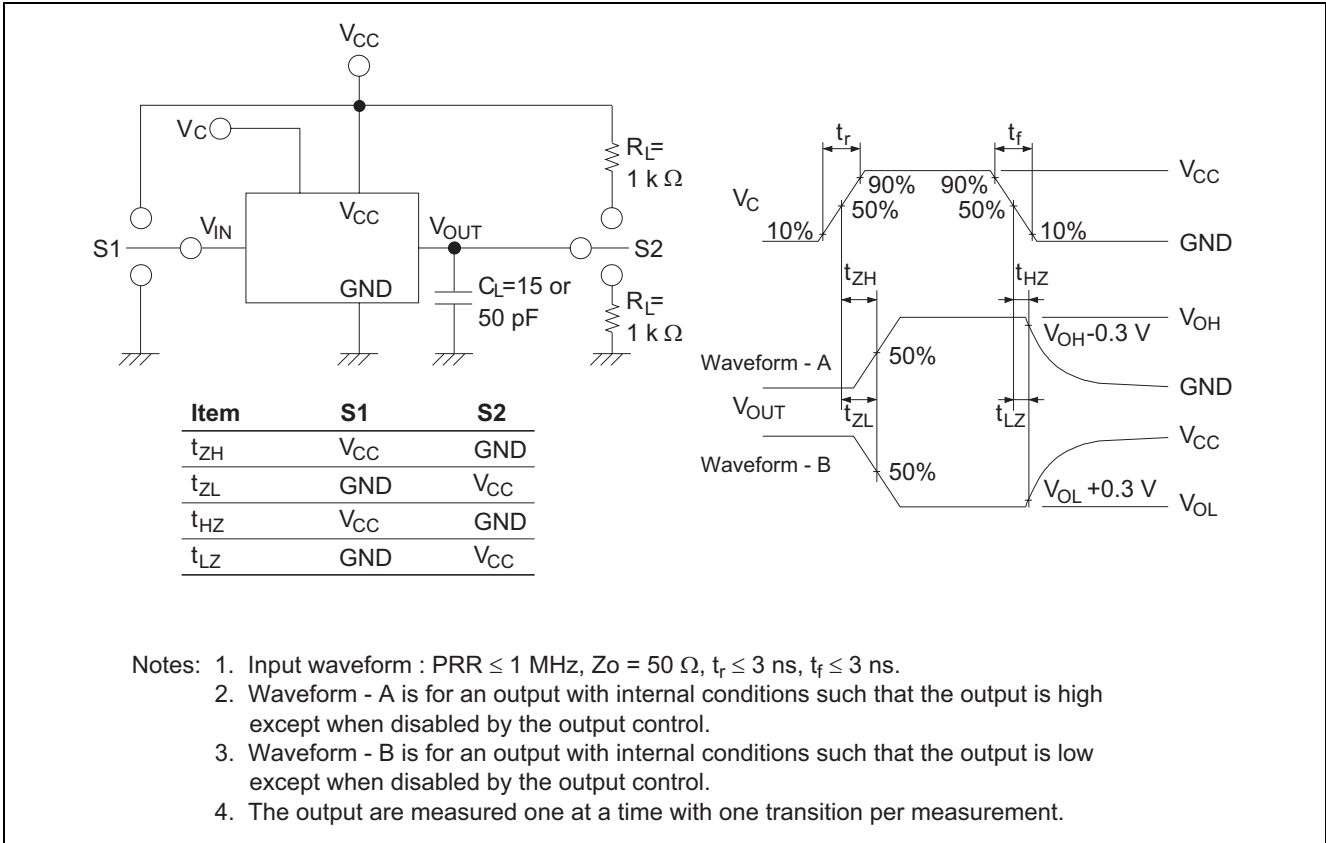 VCC
VC
RL=
1 k Ω
VCC
S1
VIN
VOUT
S2
GND
CL=15 or
50 pF
RL=
1 k Ω
Item S1 S2
tZH VCC GND
tZL GND VCC
tHZ VCC GND
tLZ GND VCC
tr
tf
VC
10%
90%
50%
90%
50%
10%
VCC
GND
tZH
tHZ
Waveform - A
50%
VOH-0.3 V
VOH
GND
VOUT
tZL
tLZ
Waveform - B
50%
VCC
VOL +0.3 V
VOL
Notes: 1. Input waveform : PRR ≤ 1 MHz, Zo = 50 Ω, tr ≤ 3 ns, tf ≤ 3 ns.
2. Waveform - A is for an output with internal conditions such that the output is high
except when disabled by the output control.
3. Waveform - B is for an output with internal conditions such that the output is low
except when disabled by the output control.
4. The output are measured one at a time with one transition per measurement.